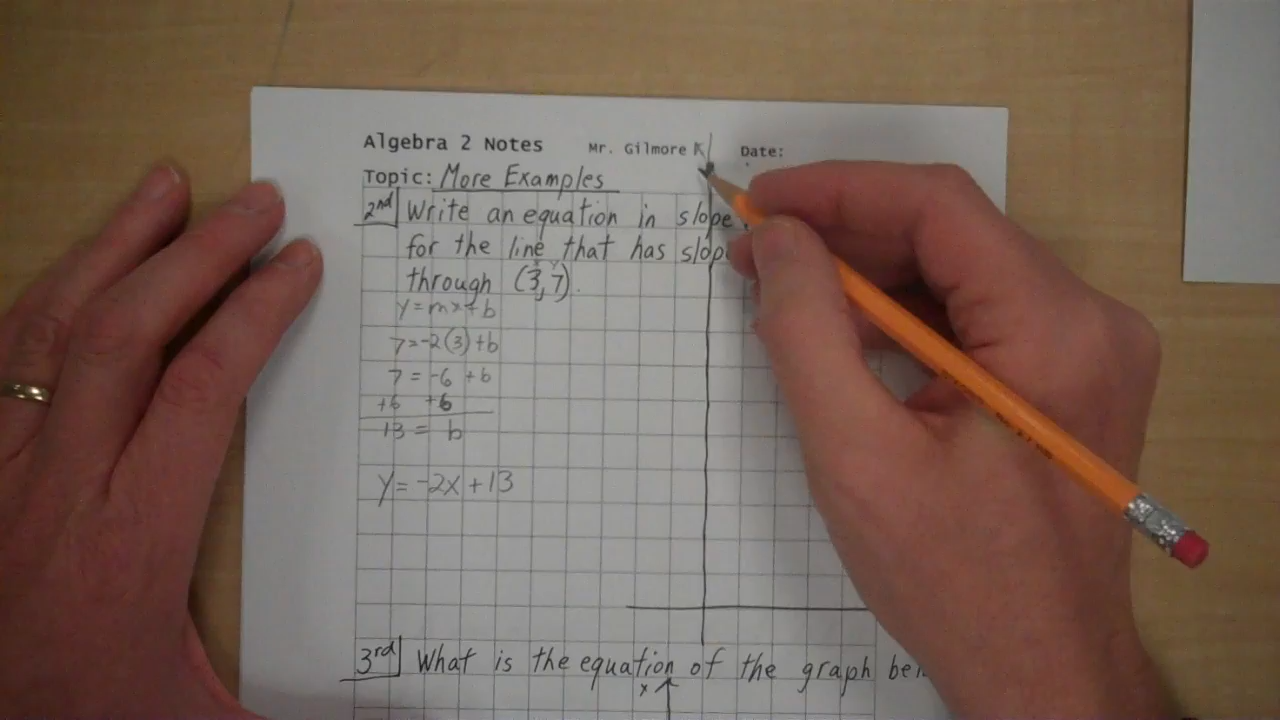 Algebra 2 Notes Mr. Gilmore Date:
Topic: More Examples
2nd Write an equation in slope
for the line that has slope
through (3,7).
y = mx + b
7 = -2(3) + b
7 = -6 + b
+6 +6
13 = b
y = -2x + 13
3rd What is the equation of the graph
x